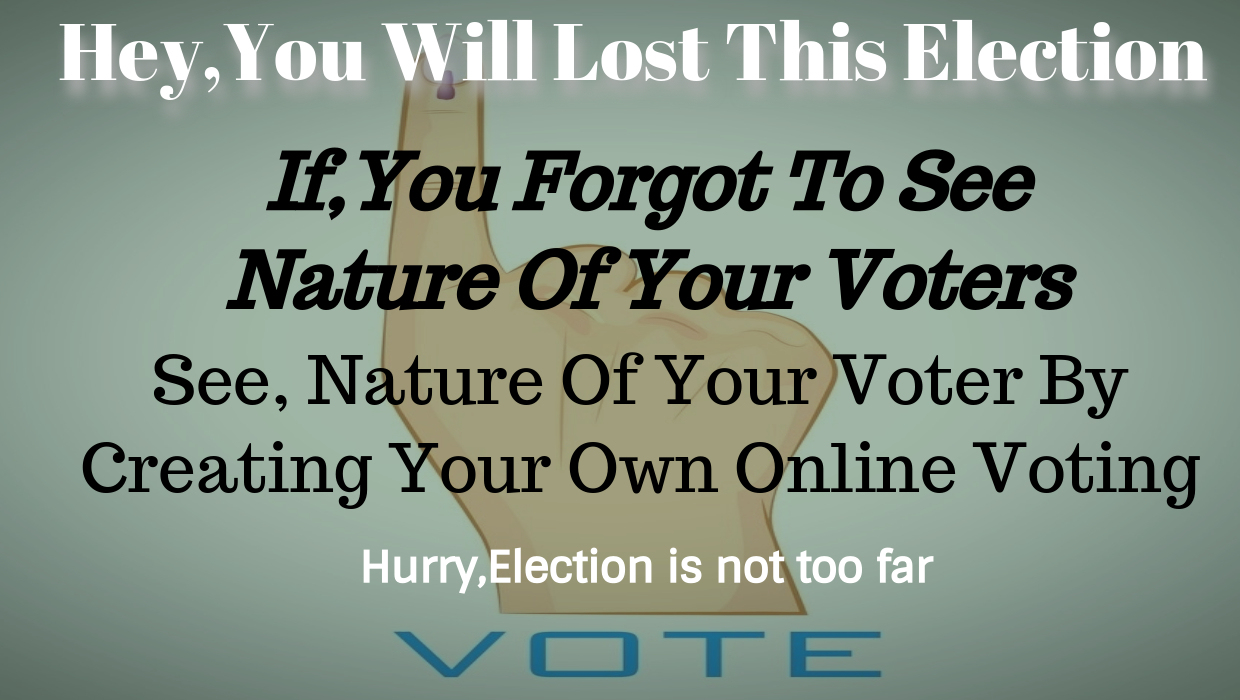 Hey,You Will Lost This Election
If,You Forgot To See
Nature Of Your Voters
See, Nature Of Your Voter By
Creating Your Own Online Voting
Hurry,Election is not too far
VOTE